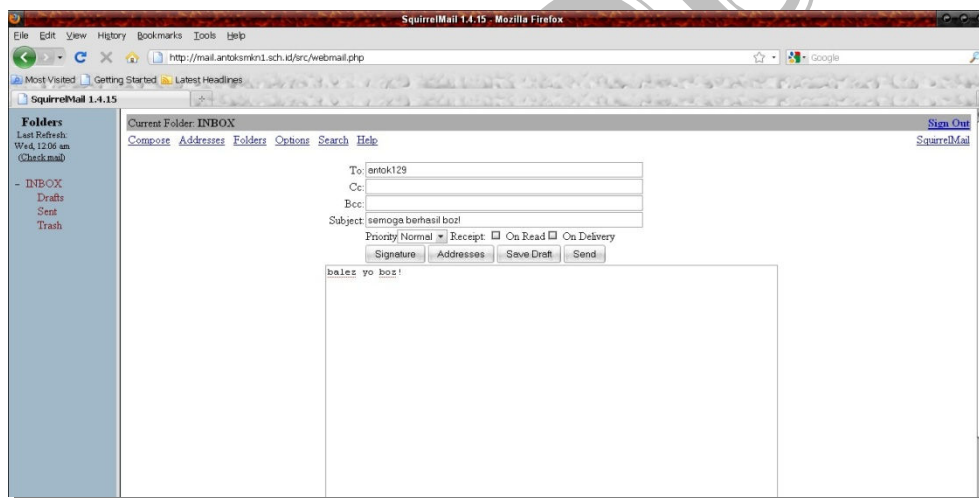 SquirrelMail 1.4.15 - Mozilla Firefox
File Edit View History Bookmarks Tools Help
http://mail.antoksmkn1.sch.id/src/webmail.php
Google
Most Visited Getting Started Latest Headlines
SquirrelMail 1.4.15
Folders
Last Refresh:
Wed, 12:06 am
(Check mail)
- INBOX
Drafts
Sent
Trash
Current Folder: INBOX Sign Out
Compose Addresses Folders Options Search Help SquirrelMail
To: antok129
Cc:
Bcc:
Subject: semoga berhasil boz!
Priority Normal Receipt: On Read On Delivery
Signature Addresses Save Draft Send
balez yo boz!